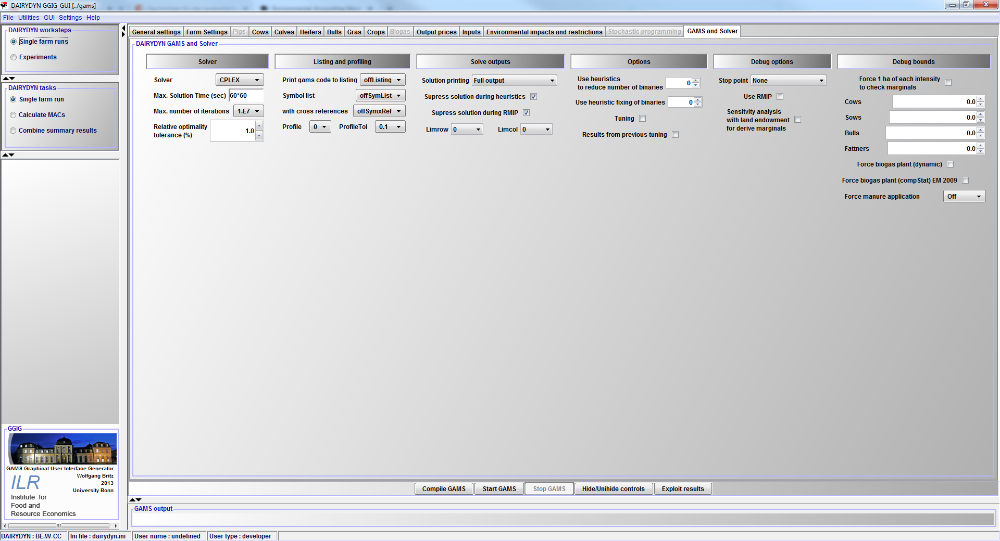 DAIRYDYN GGIG-GUI [../gams]
File Utilities GUI Settings Help
DAIRYDYN worksteps
Single farm runs
Experiments
DAIRYDYN tasks
Single farm run
Calculate MACs
Combine summary results
GGIG
GAMS Graphical User Interface Generator
Wolfgang Britz
2013
University Bonn
ILR
Institute for
Food and
Resource Economics
General settings Farm Settings Pigs Cows Calves Heifers Bulls Gras Crops Biogas Output prices Inputs Environmental impacts and restrictions Stochastic programming GAMS and Solver
DAIRYDYN GAMS and Solver
Solver
Solver CPLEX
Max. Solution Time (sec) 60*60
Max. number of iterations 1.E7
Relative optimality
tolerance (%) 1.0
Listing and profiling
Print gams code to listing offListing
Symbol list offSymList
with cross references offSymxRef
Profile 0 ProfileTol 0.1
Solve outputs
Solution printing Full output
Supress solution during heuristics
Supress solution during RMIP
Limrow 0 Limcol 0
Options
Use heuristics
to reduce number of binaries 0
Use heuristic fixing of binaries 0
Tuning
Results from previous tuning
Debug options
Stop point None
Use RMIP
Sensitivity analysis
with land endowment
for derive marginals
Debug bounds
Force 1 ha of each intensity
to check marginals
Cows 0.0
Sows 0.0
Bulls 0.0
Fattners 0.0
Force biogas plant (dynamic)
Force biogas plant (compStat) EM 2009
Force manure application Off
Compile GAMS Start GAMS Stop GAMS Hide/Unihide controls Exploit results
GAMS output
DAIRYDYN : BE.W-CC Ini file : dairydyn.ini User name : undefined User type : developer